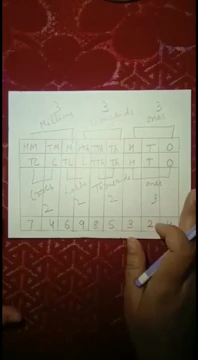 3 3 3
Millions Thousands ones
HM TM M HTh TTh Th H T O
TC C TL L TTh Th H T O
Crores Lakhs Thousands ones
2 2 2 3
7 4 6 9 8 5 3 2